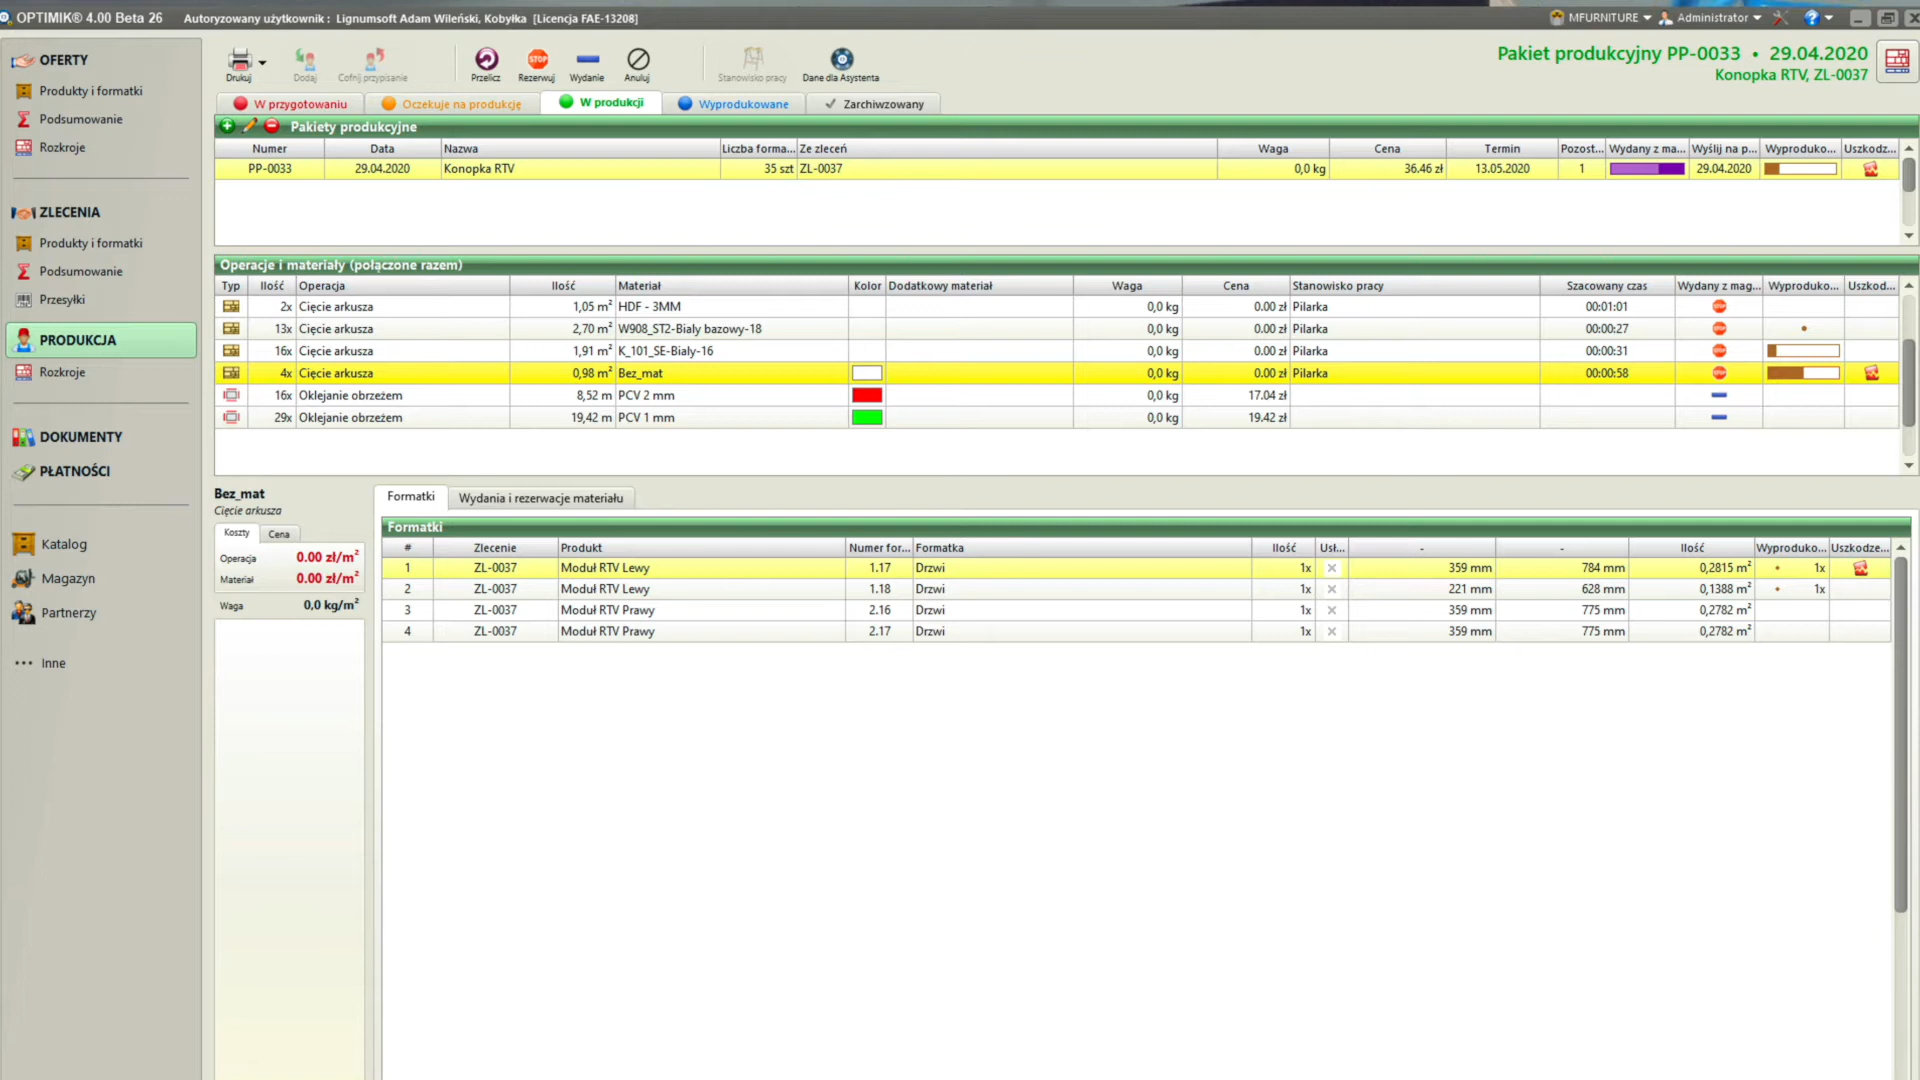 OPTIMIK® 4.00 Beta 26 Autoryzowany użytkownik : Lignumsoft Adam Wileński, Kobyłka [Licencja FAE-13208] MFURNITURE Administrator
OFERTY
Produkty i formatki
Podsumowanie
Rozkroje
ZLECENIA
Produkty i formatki
Podsumowanie
Przesyłki
PRODUKCJA
Rozkroje
DOKUMENTY
PŁATNOŚCI
Katalog
Magazyn
Partnerzy
Inne
Drukuj Dodaj Cofnij przypisanie Przelicz Rezerwuj Wydanie Anuluj Stanowisko pracy Dane dla Asystenta
Pakiet produkcyjny PP-0033 • 29.04.2020
Konopka RTV, ZL-0037
W przygotowaniu Oczekuje na produkcję W produkcji Wyprodukowane Zarchiwzowany
Pakiety produkcyjne
Numer Data Nazwa Liczba forma... Ze zleceń Waga Cena Termin Pozost... Wydany z ma... Wyślij na p... Wyproduko... Uszkodz...
PP-0033 29.04.2020 Konopka RTV 35 szt ZL-0037 0,0 kg 36.46 zł 13.05.2020 1 29.04.2020
Operacje i materiały (połączone razem)
Typ Ilość Operacja Ilość Materiał Kolor Dodatkowy materiał Waga Cena Stanowisko pracy Szacowany czas Wydany z mag... Wyproduko... Uszkod...
2x Cięcie arkusza 1,05 m² HDF - 3MM 0,0 kg 0.00 zł Pilarka 00:01:01 STOP
13x Cięcie arkusza 2,70 m² W908_ST2-Bialy bazowy-18 0,0 kg 0.00 zł Pilarka 00:00:27 STOP
16x Cięcie arkusza 1,91 m² K_101_SE-Bialy-16 0,0 kg 0.00 zł Pilarka 00:00:31 STOP
4x Cięcie arkusza 0,98 m² Bez_mat 0,0 kg 0.00 zł Pilarka 00:00:58 STOP
16x Oklejanie obrzeżem 8,52 m PCV 2 mm 0,0 kg 17.04 zł
29x Oklejanie obrzeżem 19,42 m PCV 1 mm 0,0 kg 19.42 zł
Bez_mat
Cięcie arkusza
Koszty Cena
Operacja 0.00 zł/m²
Materiał 0.00 zł/m²
Waga 0,0 kg/m²
Formatki Wydania i rezerwacje materiału
Formatki
# Zlecenie Produkt Numer for... Formatka Ilość Usł... - - Ilość Wyproduko... Uszkodze...
1 ZL-0037 Moduł RTV Lewy 1.17 Drzwi 1x 359 mm 784 mm 0,2815 m² 1x
2 ZL-0037 Moduł RTV Lewy 1.18 Drzwi 1x 221 mm 628 mm 0,1388 m² 1x
3 ZL-0037 Moduł RTV Prawy 2.16 Drzwi 1x 359 mm 775 mm 0,2782 m²
4 ZL-0037 Moduł RTV Prawy 2.17 Drzwi 1x 359 mm 775 mm 0,2782 m²